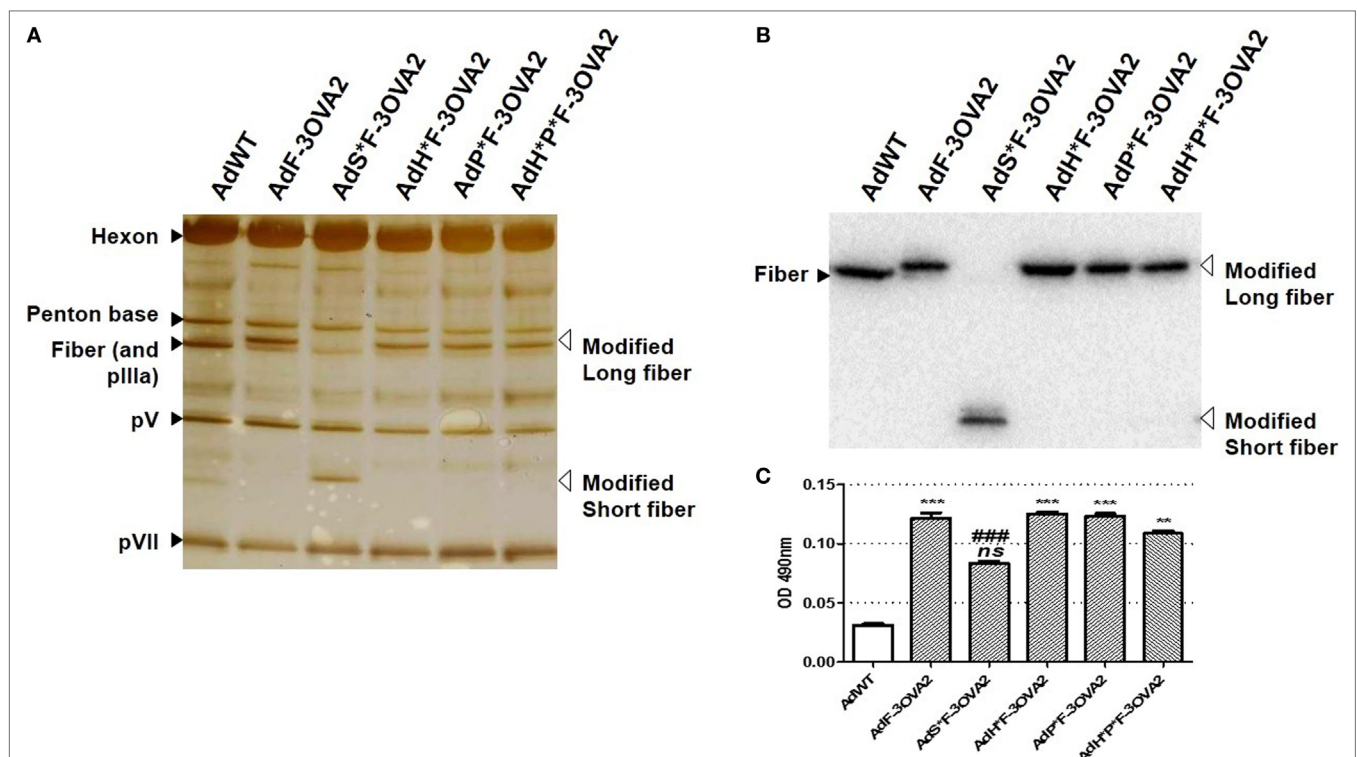 A
AdWT
AdF-3OVA2
AdS*F-3OVA2
AdH*F-3OVA2
AdP*F-3OVA2
AdH*P*F-3OVA2
Hexon
Penton base
Fiber (and
pIIIa)
pV
pVII
Modified
Long fiber
Modified
Short fiber
B
AdWT
AdF-3OVA2
AdS*F-3OVA2
AdH*F-3OVA2
AdP*F-3OVA2
AdH*P*F-3OVA2
Fiber
Modified
Long fiber
Modified
Short fiber
C
OD 490nm
0.15
0.10
0.05
0.00
***
###
ns
***
***
**
AdWT
AdF-3OVA2
AdS*F-3OVA2
AdH*F-3OVA2
AdP*F-3OVA2
AdH*P*F-3OVA2